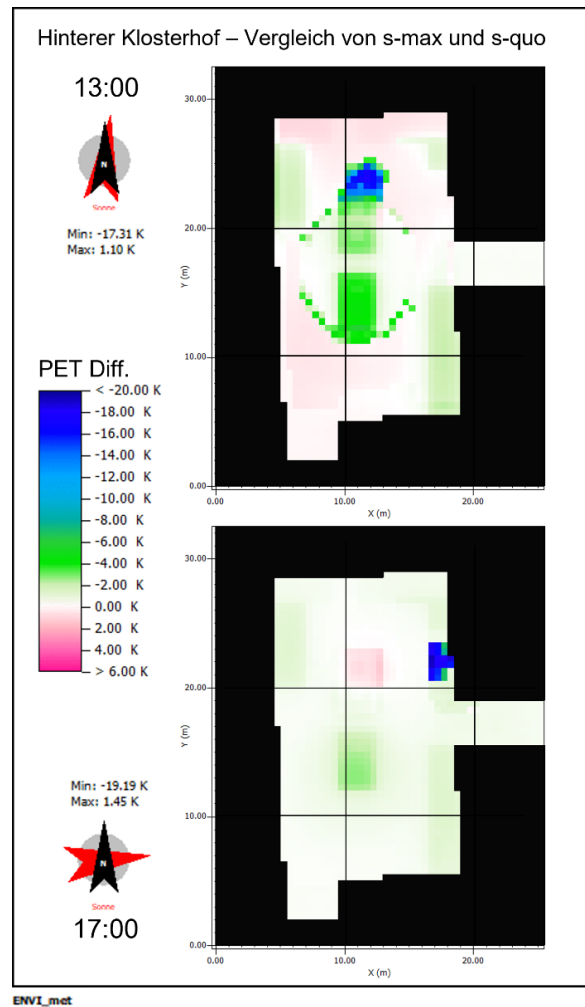 Hinterer Klosterhof – Vergleich von s-max und s-quo
13:00
N
Sonne
Min: -17.31 K
Max: 1.10 K
30.00
20.00
10.00
0.00
Y (m)
0.00 10.00 20.00
X (m)
PET Diff.
< -20.00 K
-18.00 K
-16.00 K
-14.00 K
-12.00 K
-10.00 K
-8.00 K
-6.00 K
-4.00 K
-2.00 K
0.00 K
2.00 K
4.00 K
> 6.00 K
30.00
20.00
10.00
0.00
Y (m)
0.00 10.00 20.00
X (m)
Min: -19.19 K
Max: 1.45 K
N
Sonne
17:00
ENVI_met